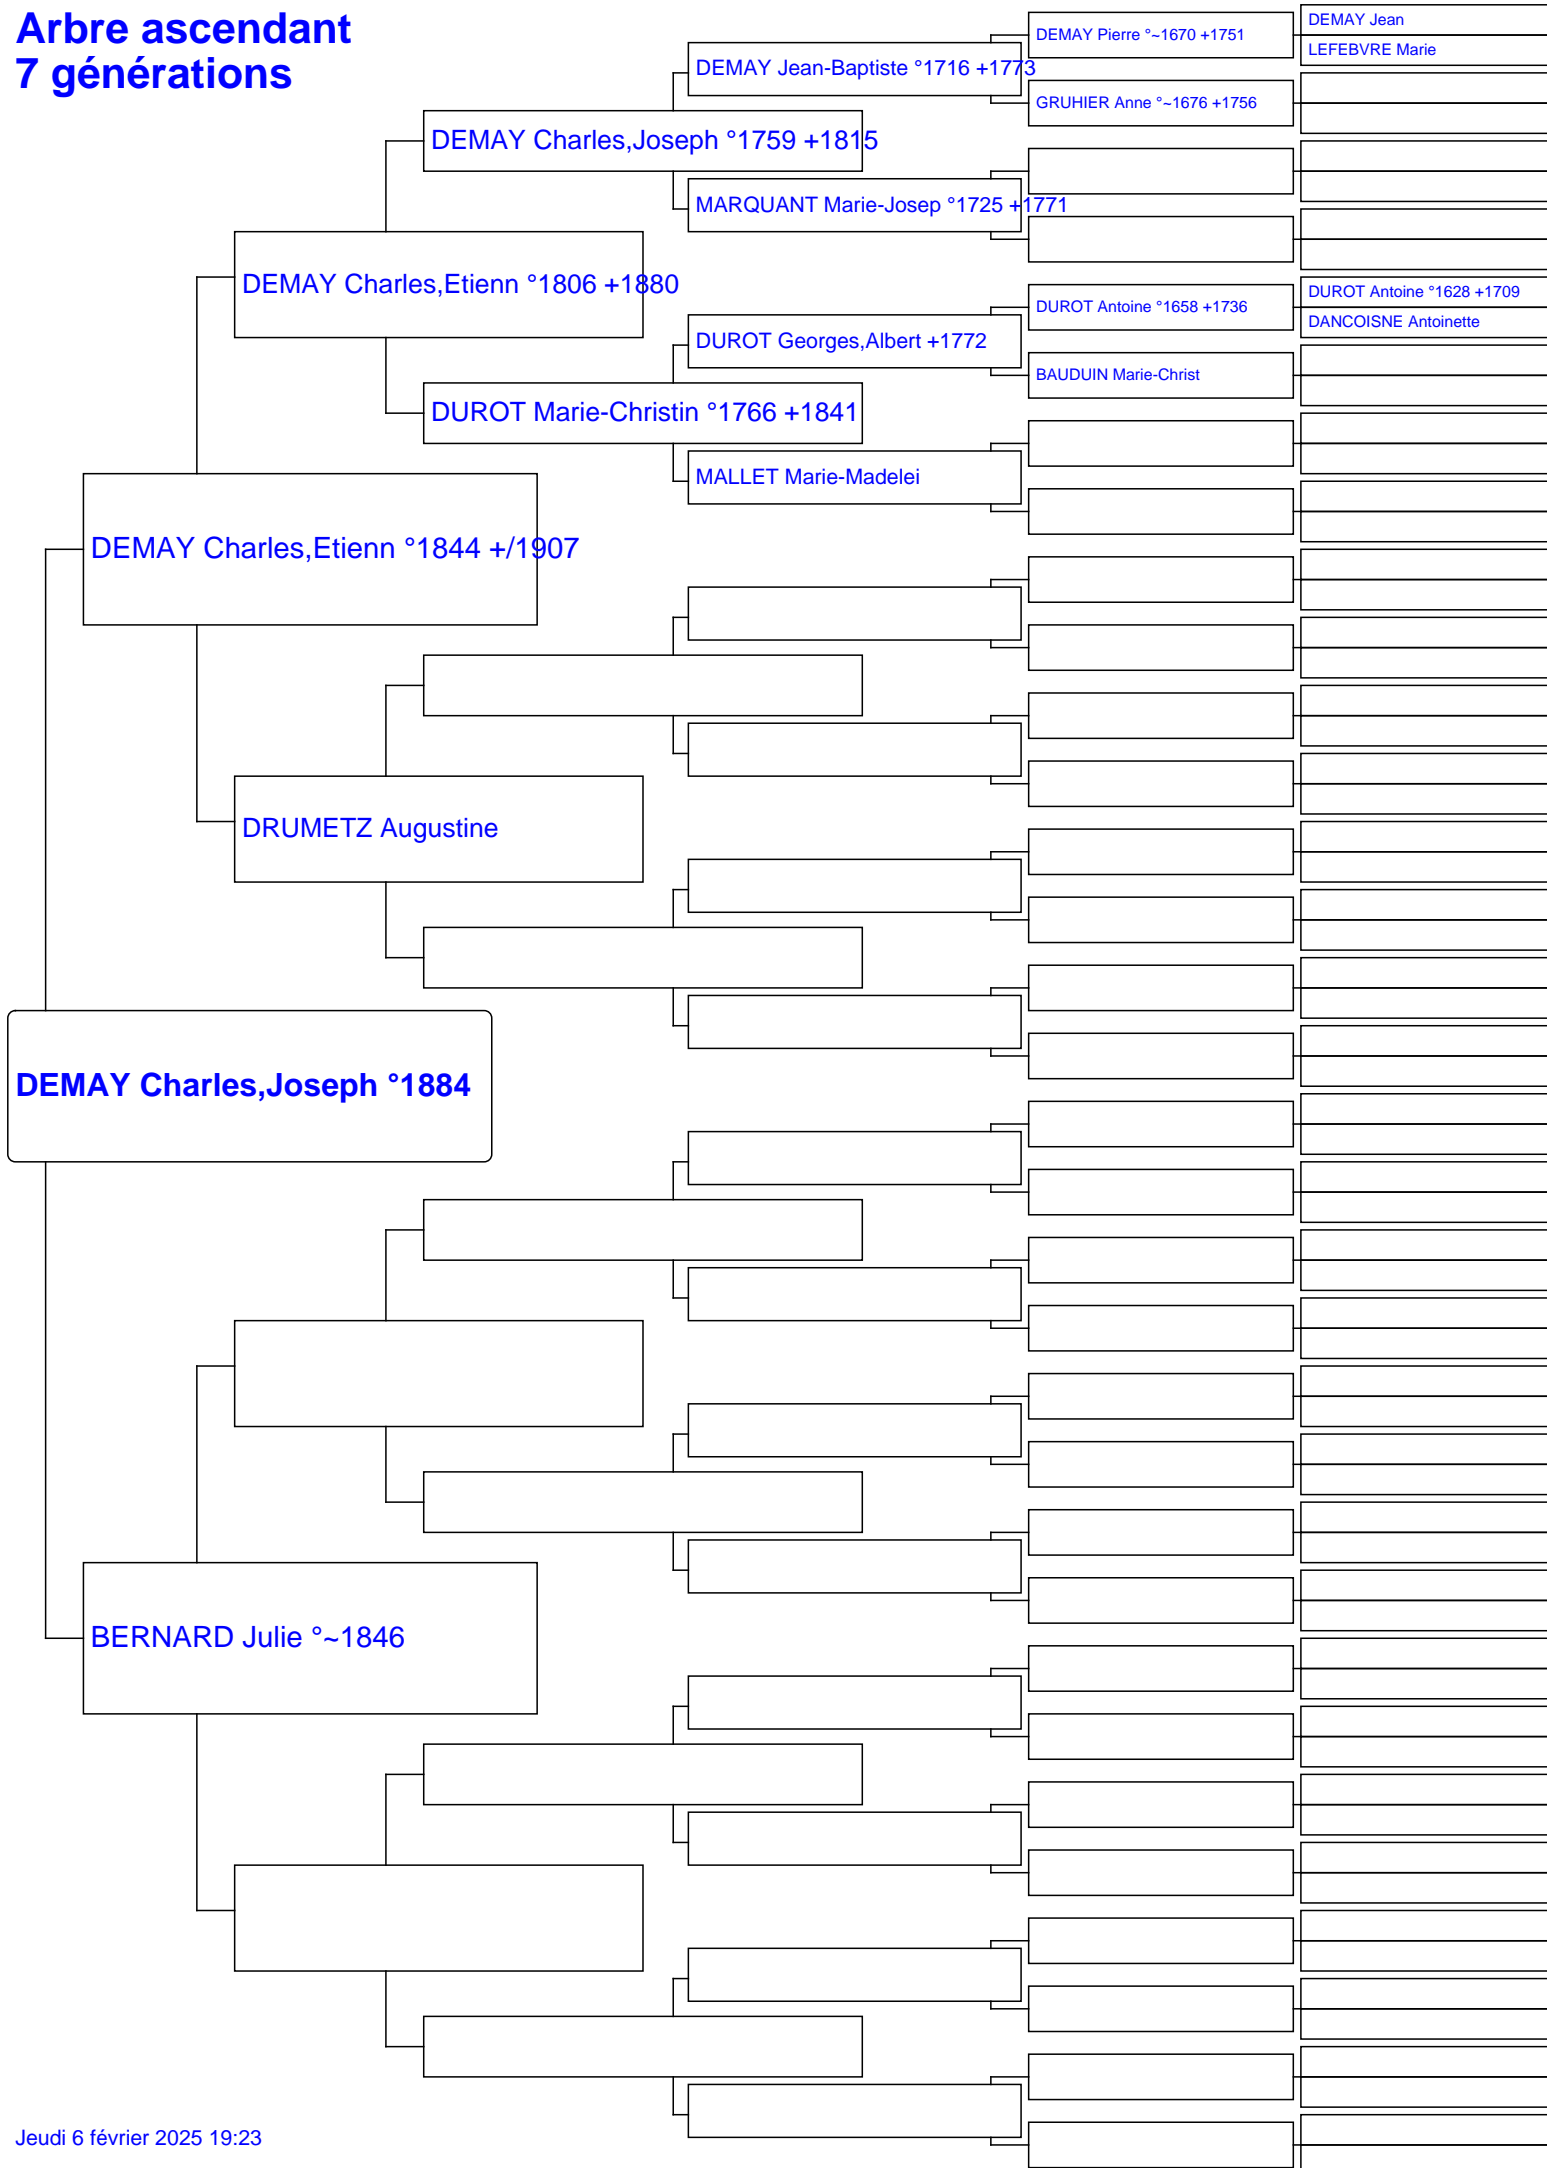 Arbre ascendant
7 générations
DEMAY Jean
LEFEBVRE Marie
DEMAY Pierre °~1670 +1751
DEMAY Jean-Baptiste °1716 +1773
GRUHIER Anne °~1676 +1756
DEMAY Charles,Joseph °1759 +1815
MARQUANT Marie-Josep °1725 +1771
DEMAY Charles,Etienn °1806 +1880
DUROT Antoine °1628 +1709
DUROT Antoine °1658 +1736
DANCOISNE Antoinette
DUROT Georges,Albert +1772
BAUDUIN Marie-Christ
DUROT Marie-Christin °1766 +1841
MALLET Marie-Madelei
DEMAY Charles,Etienn °1844 +/1907
DRUMETZ Augustine
DEMAY Charles,Joseph °1884
BERNARD Julie °~1846
Jeudi 6 février 2025 19:23